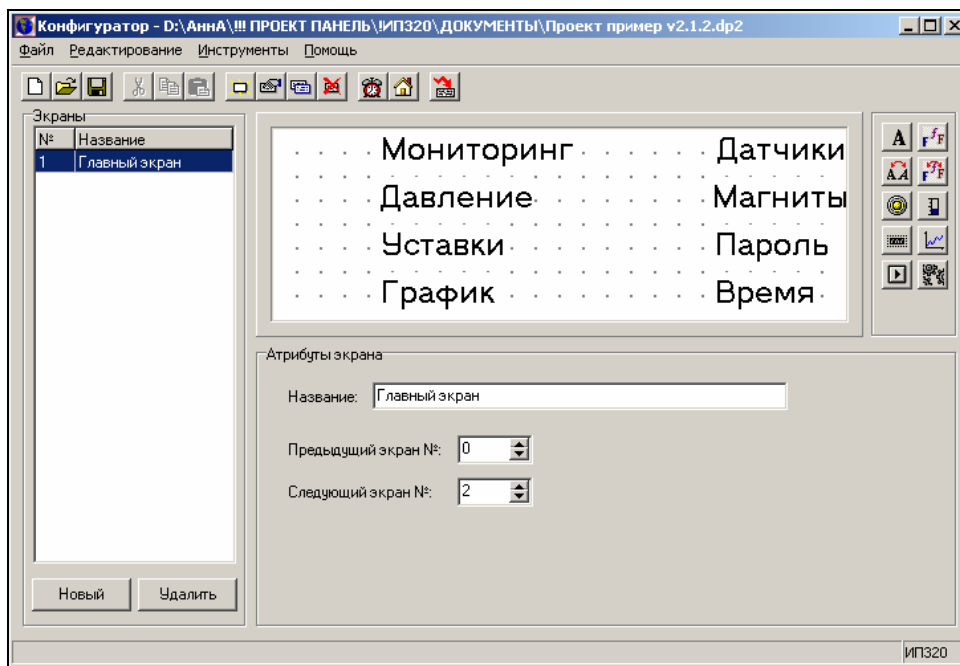 Конфигуратор - D:\АннА\!!! ПРОЕКТ ПАНЕЛЬ\!ИП320\ДОКУМЕНТЫ\Проект пример v2.1.2.dp2
Файл Редактирование Инструменты Помощь
Экраны
№ Название
1 Главный экран
Мониторинг Датчики
Давление Магниты
Уставки Пароль
График Время
Атрибуты экрана
Название: Главный экран
Предыдущий экран №: 0
Следующий экран №: 2
Новый Удалить
ИП320